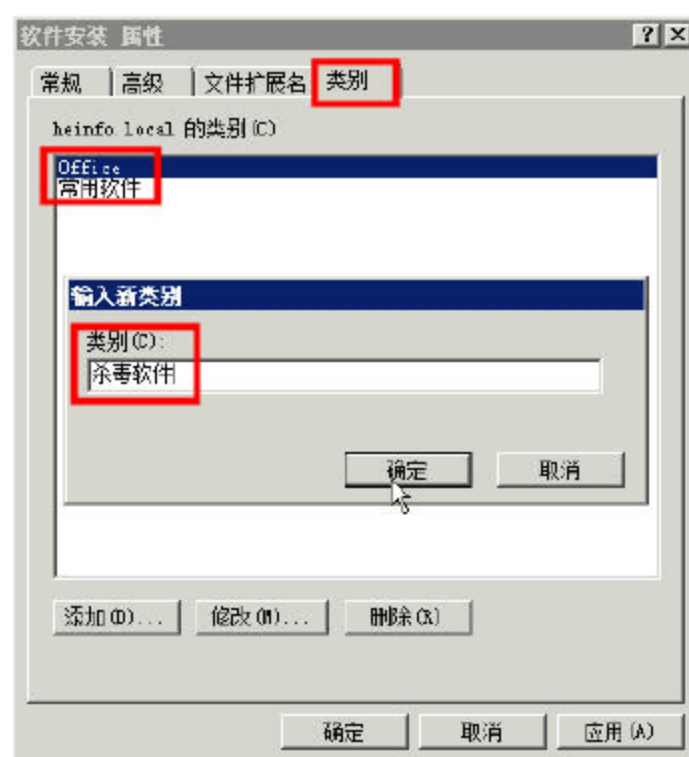 软件安装 属性
常规 高级 文件扩展名 类别
heinfo.local 的类别(C)
Office
常用软件
输入新类别
类别(C):
杀毒软件
确定 取消
添加(D)... 修改(M)... 删除(R)
确定 取消 应用(A)